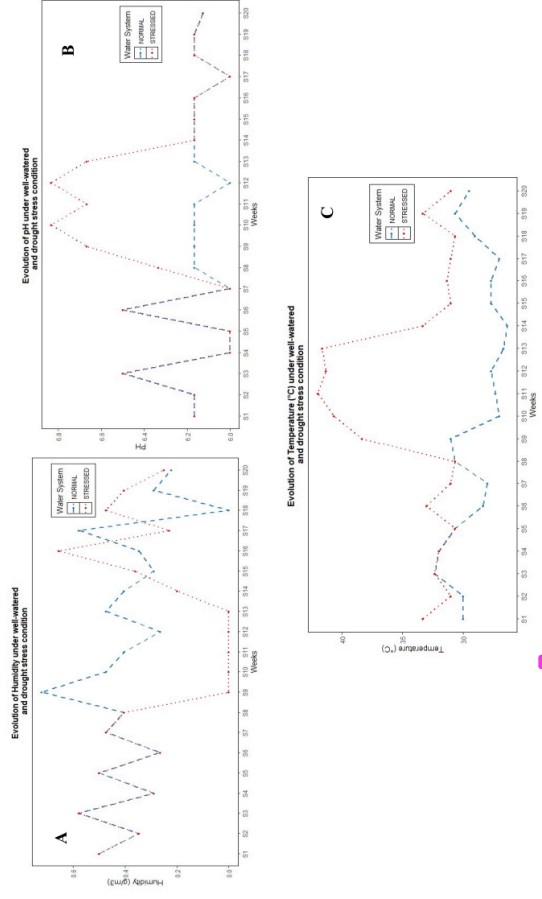 A
Evolution of Humidity under well-watered
and drought stress condition
Water System
NORMAL
STRESSED
Humidity (g/m3)
0.6
0.4
0.2
0.0
S1 S2 S3 S4 S5 S6 S7 S8 S9 S10 S11 S12 S13 S14 S15 S16 S17 S18 S19 S20
Weeks
B
Evolution of pH under well-watered
and drought stress condition
Water System
NORMAL
STRESSED
PH
6.8
6.6
6.4
6.2
6.0
S1 S2 S3 S4 S5 S6 S7 S8 S9 S10 S11 S12 S13 S14 S15 S16 S17 S18 S19 S20
Weeks
C
Evolution of Temperature (°C) under well-watered
and drought stress condition
Water System
NORMAL
STRESSED
Temperature (°C)
40
35
30
S1 S2 S3 S4 S5 S6 S7 S8 S9 S10 S11 S12 S13 S14 S15 S16 S17 S18 S19 S20
Weeks